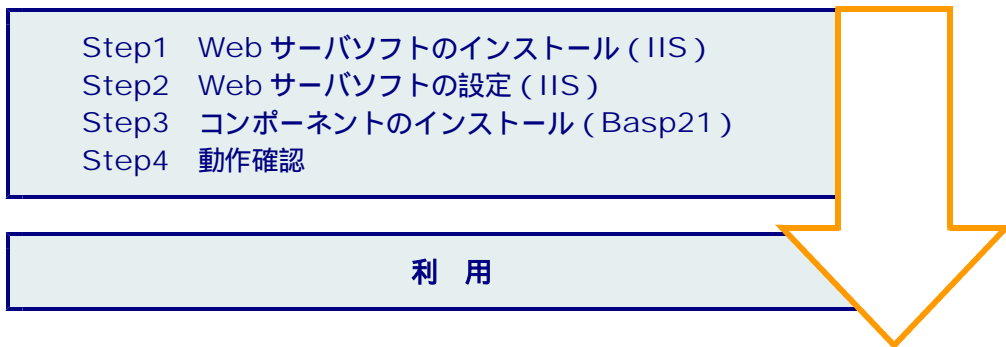 Step1　Web サーバソフトのインストール ( IIS )
Step2　Web サーバソフトの設定 ( IIS )
Step3　コンポーネントのインストール ( Basp21 )
Step4　動作確認
利　用